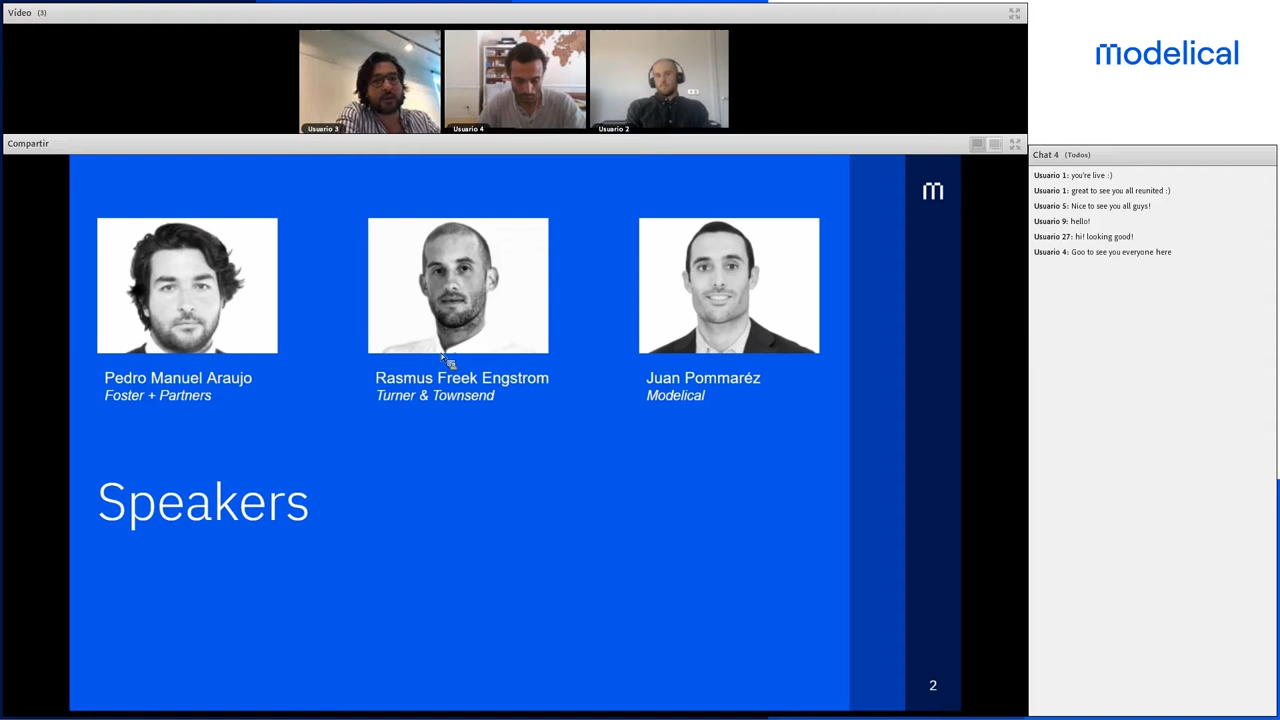 Vídeo (3)
Usuario 3
Usuario 4
Usuario 2
modelical
Compartir
Pedro Manuel Araujo
Foster + Partners
Rasmus Freek Engstrom
Turner & Townsend
Juan Pommaréz
Modelical
Speakers
m
2
Chat 4 (Todos)
Usuario 1: you're live :)
Usuario 1: great to see you all reunited :)
Usuario 5: Nice to see you all guys!
Usuario 9: hello!
Usuario 27: hi! looking good!
Usuario 4: Goo to see you everyone here